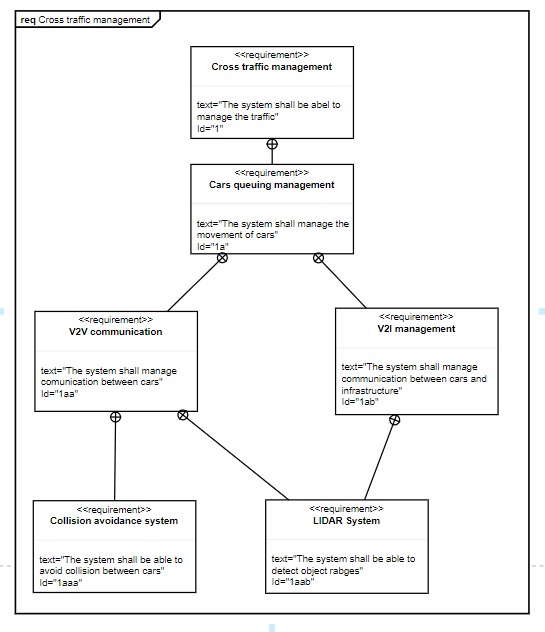 req Cross traffic management
<<requirement>>
Cross traffic management
text="The system shall be abel to
manage the traffic"
Id="1"
<<requirement>>
Cars queuing management
text="The system shall manage the
movement of cars"
Id="1a"
<<requirement>>
V2V communication
text="The system shall manage
comunication between cars"
Id="1aa"
<<requirement>>
V2I management
text="The system shall manage
communication between cars and
infrastructure"
Id="1ab"
<<requirement>>
Collision avoidance system
text="The system shall be able to
avoid collision between cars"
Id="1aaa"
<<requirement>>
LIDAR System
text="The system shall be able to
detect object rabges"
Id="1aab"